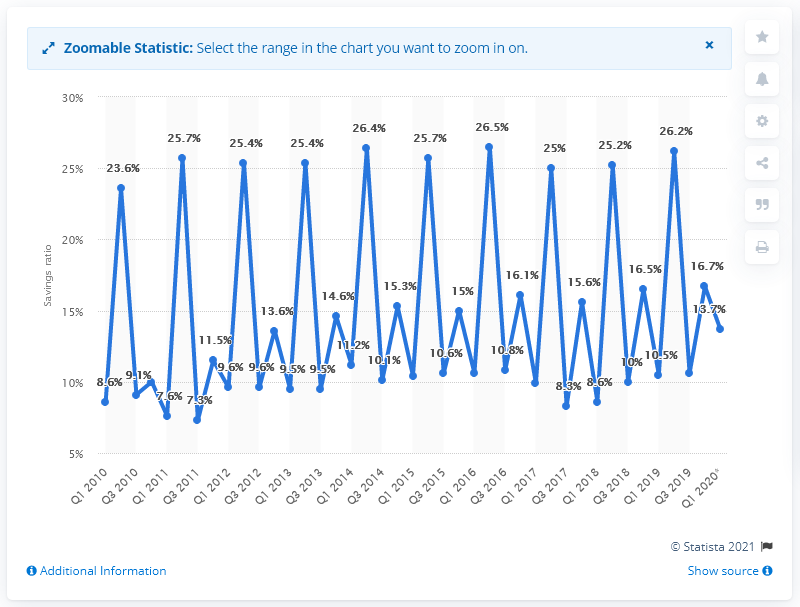 Zoomable Statistic: Select the range in the chart you want to zoom in on.
×
30%
25%
20%
15%
10%
5%
Savings ratio
8.6%
23.6%
9.1%
7.6%
25.7%
7.3%
11.5%
9.6%
25.4%
9.6%
13.6%
9.5%
25.4%
9.5%
14.6%
11.2%
26.4%
10.1%
15.3%
25.7%
10.6%
15%
26.5%
10.8%
16.1%
25%
8.3%
15.6%
8.6%
25.2%
10%
16.5%
10.5%
26.2%
16.7%
13.7%
Q1 2010
Q3 2010
Q1 2011
Q3 2011
Q1 2012
Q3 2012
Q1 2013
Q3 2013
Q1 2014
Q3 2014
Q1 2015
Q3 2015
Q1 2016
Q3 2016
Q1 2017
Q3 2017
Q1 2018
Q3 2018
Q1 2019
Q3 2019
Q1 2020*
© Statista 2021
Additional Information
Show source